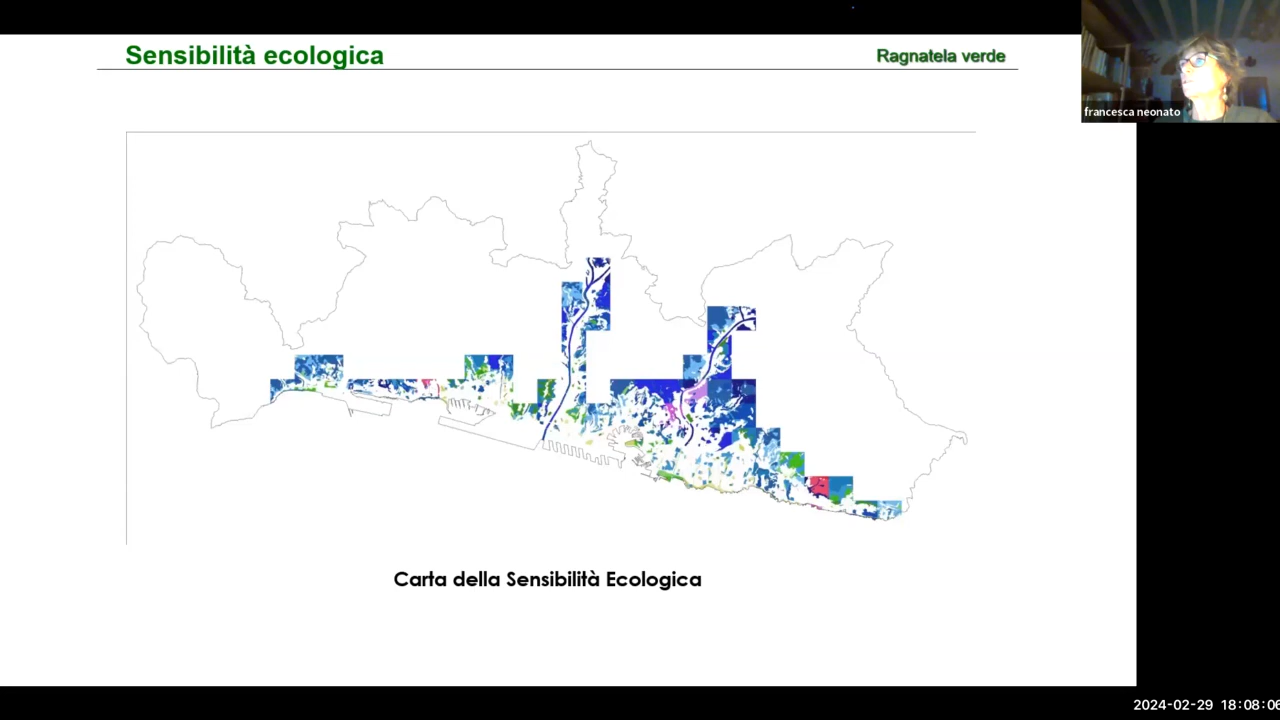 Sensibilità ecologica
Ragnatela verde
francesca neonato
Carta della Sensibilità Ecologica
2024-02-29 18:08:06